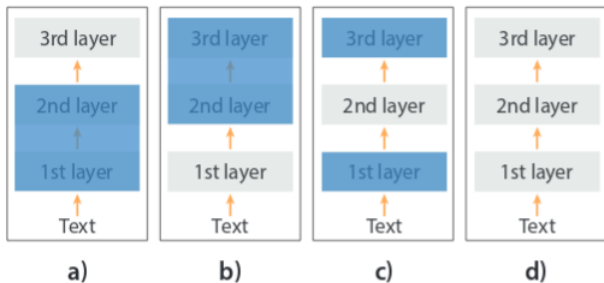 3rd layer
2nd layer
1st layer
Text
a)
3rd layer
2nd layer
1st layer
Text
b)
3rd layer
2nd layer
1st layer
Text
c)
3rd layer
2nd layer
1st layer
Text
d)